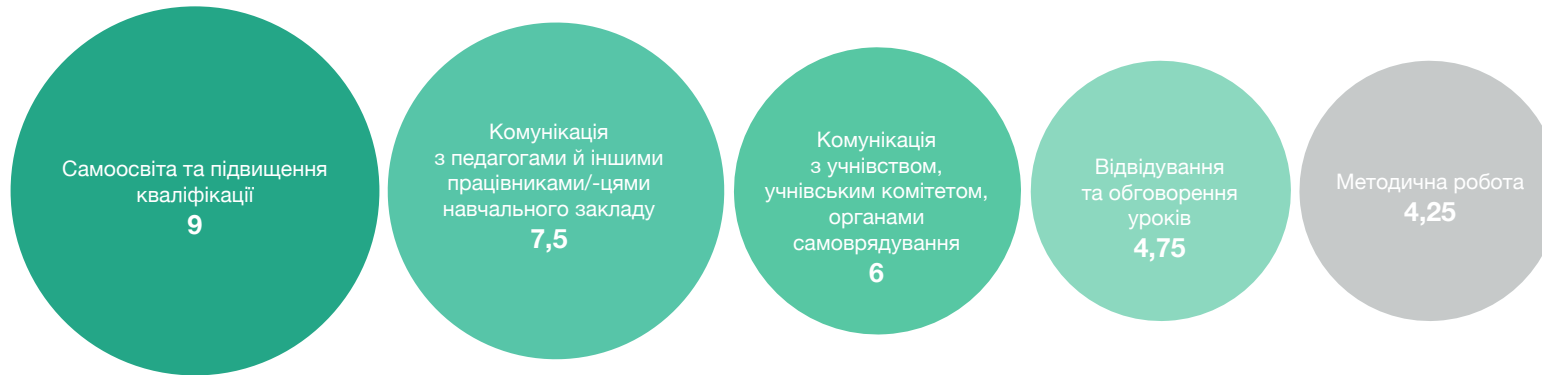 Самоосвіта та підвищення
кваліфікації
9
Комунікація
з педагогами й іншими
працівниками/-цями
навчального закладу
7,5
Комунікація
з учнівством,
учнівським комітетом,
органами
самоврядування
6
Відвідування
та обговорення
уроків
4,75
Методична робота
4,25